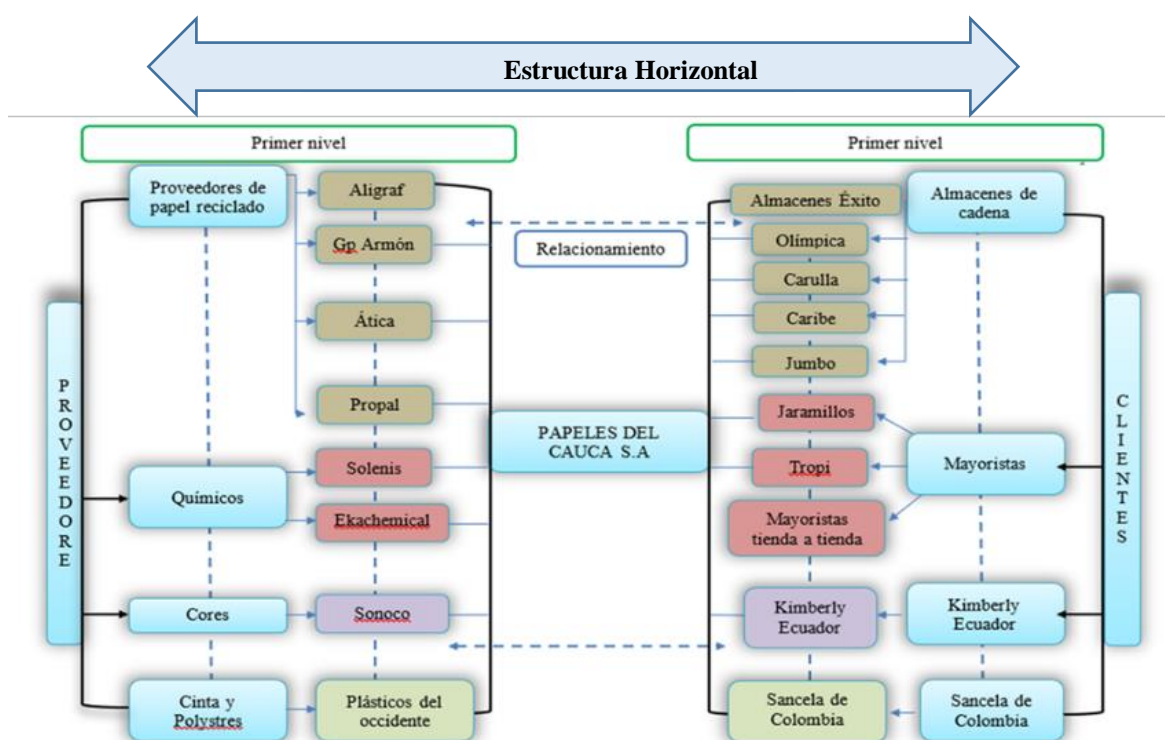 Estructura Horizontal
Primer nivel
Primer nivel
PROVEEDORE
Proveedores de
papel reciclado
Químicos
Cores
Cinta y
Polystres
Aligraf
Gp Armón
Ática
Propal
Solenis
Ekachemical
Sonoco
Plásticos del
occidente
Relacionamiento
PAPELES DEL
CAUCA S.A
Almacenes Éxito
Olímpica
Carulla
Caribe
Jumbo
Jaramillos
Tropi
Mayoristas
tienda a tienda
Kimberly
Ecuador
Sancela de
Colombia
Almacenes de
cadena
Mayoristas
Kimberly
Ecuador
Sancela de
Colombia
CLIENTES